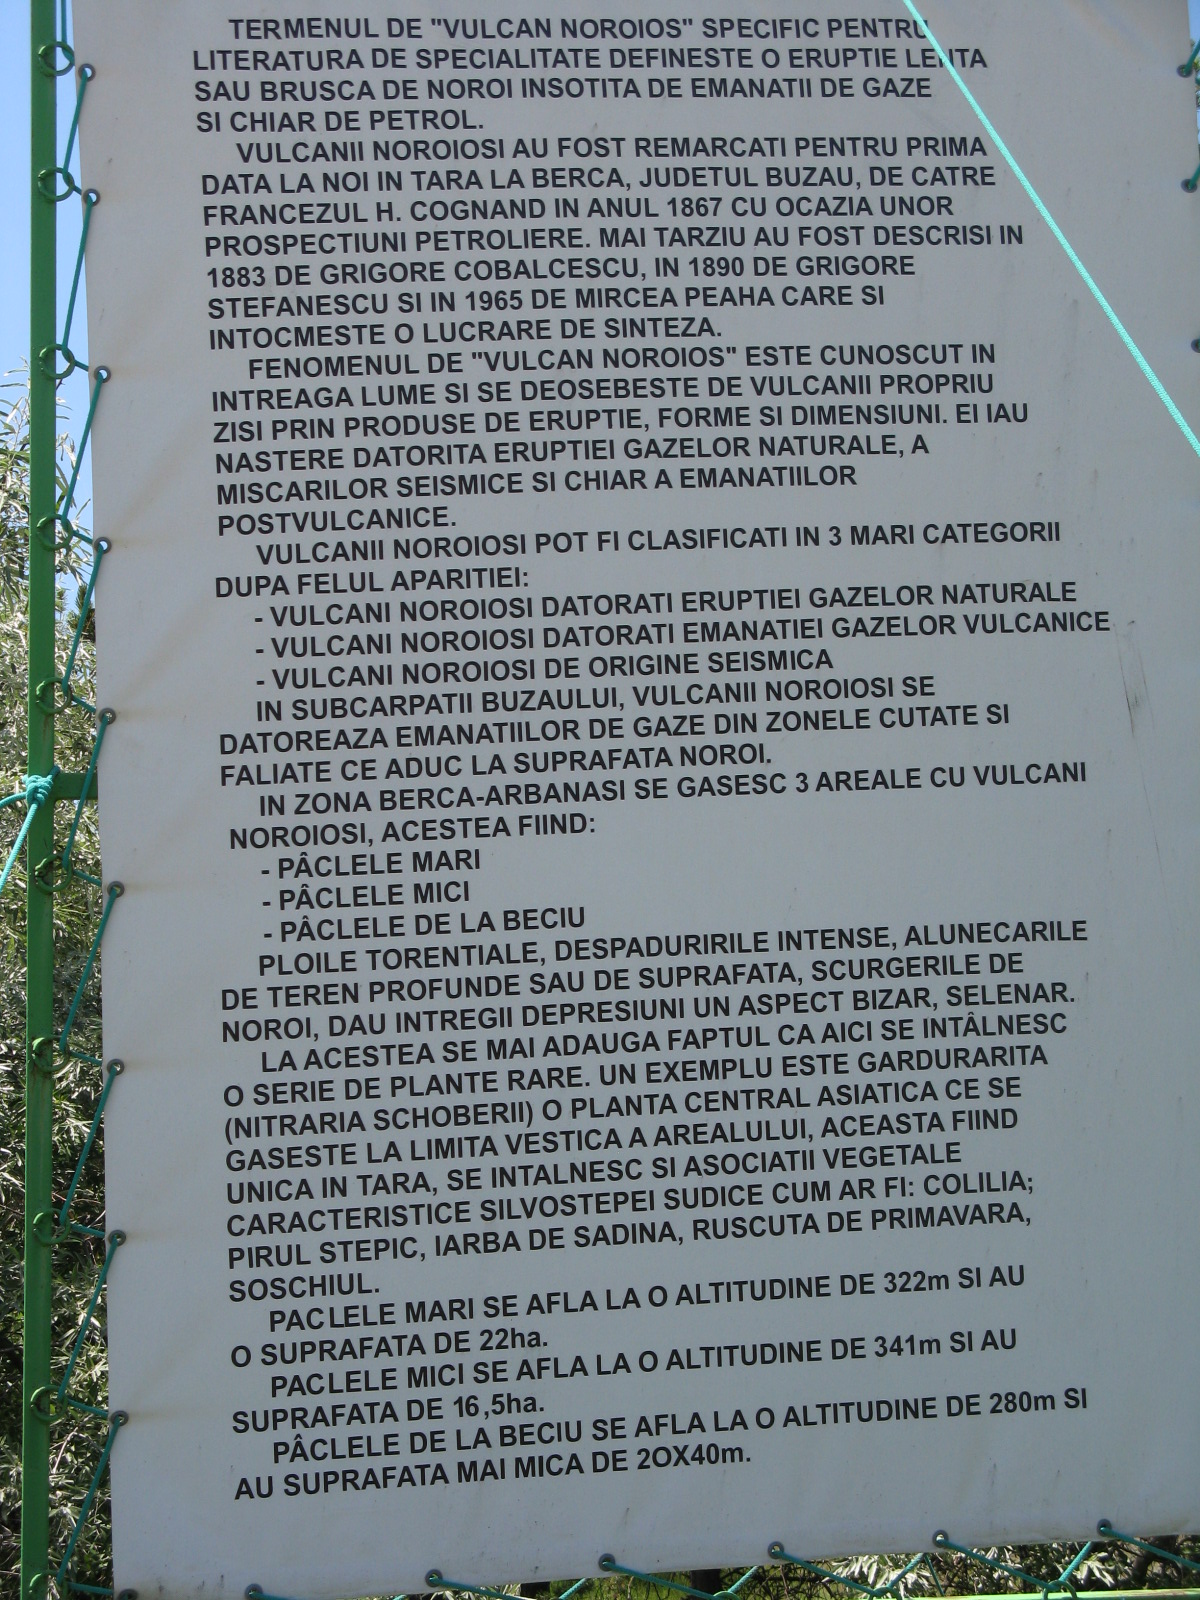 TERMENUL DE "VULCAN NOROIOS" SPECIFIC PENTRU
LITERATURA DE SPECIALITATE DEFINESTE O ERUPTIE LENTA
SAU BRUSCA DE NOROI INSOTITA DE EMANATII DE GAZE
SI CHIAR DE PETROL.
VULCANII NOROIOSI AU FOST REMARCATI PENTRU PRIMA
DATA LA NOI IN TARA LA BERCA, JUDETUL BUZAU, DE CATRE
FRANCEZUL H. COGNAND IN ANUL 1867 CU OCAZIA UNOR
PROSPECTIUNI PETROLIERE. MAI TARZIU AU FOST DESCRISI IN
1883 DE GRIGORE COBALCESCU, IN 1890 DE GRIGORE
STEFANESCU SI IN 1965 DE MIRCEA PEAHA CARE SI
INTOCMESTE O LUCRARE DE SINTEZA.
FENOMENUL DE "VULCAN NOROIOS" ESTE CUNOSCUT IN
INTREAGA LUME SI SE DEOSEBESTE DE VULCANII PROPRIU
ZISI PRIN PRODUSE DE ERUPTIE, FORME SI DIMENSIUNI. EI IAU
NASTERE DATORITA ERUPTIEI GAZELOR NATURALE, A
MISCARILOR SEISMICE SI CHIAR A EMANATIILOR
POSTVULCANICE.
VULCANII NOROIOSI POT FI CLASIFICATI IN 3 MARI CATEGORII
DUPA FELUL APARITIEI:
- VULCANI NOROIOSI DATORATI ERUPTIEI GAZELOR NATURALE
- VULCANI NOROIOSI DATORATI EMANATIEI GAZELOR VULCANICE
- VULCANI NOROIOSI DE ORIGINE SEISMICA
IN SUBCARPATII BUZAULUI, VULCANII NOROIOSI SE
DATOREAZA EMANATIILOR DE GAZE DIN ZONELE CUTATE SI
FALIATE CE ADUC LA SUPRAFATA NOROI.
IN ZONA BERCA-ARBANASI SE GASESC 3 AREALE CU VULCANI
NOROIOSI, ACESTEA FIIND:
- PÂCLELE MARI
- PÂCLELE MICI
- PÂCLELE DE LA BECIU
PLOILE TORENTIALE, DESPADURIRILE INTENSE, ALUNECARILE
DE TEREN PROFUNDE SAU DE SUPRAFATA, SCURGERILE DE
NOROI, DAU INTREGII DEPRESIUNI UN ASPECT BIZAR, SELENAR.
LA ACESTEA SE MAI ADAUGA FAPTUL CA AICI SE INTÂLNESC
O SERIE DE PLANTE RARE. UN EXEMPLU ESTE GARDURARITA
(NITRARIA SCHOBERII) O PLANTA CENTRAL ASIATICA CE SE
GASESTE LA LIMITA VESTICA A AREALULUI, ACEASTA FIIND
UNICA IN TARA, SE INTALNESC SI ASOCIATII VEGETALE
CARACTERISTICE SILVOSTEPEI SUDICE CUM AR FI: COLILIA;
PIRUL STEPIC, IARBA DE SADINA, RUSCUTA DE PRIMAVARA,
SOSCHIUL.
PACLELE MARI SE AFLA LA O ALTITUDINE DE 322m SI AU
O SUPRAFATA DE 22ha.
PACLELE MICI SE AFLA LA O ALTITUDINE DE 341m SI AU
SUPRAFATA DE 16,5ha.
PÂCLELE DE LA BECIU SE AFLA LA O ALTITUDINE DE 280m SI
AU SUPRAFATA MAI MICA DE 2OX40m.